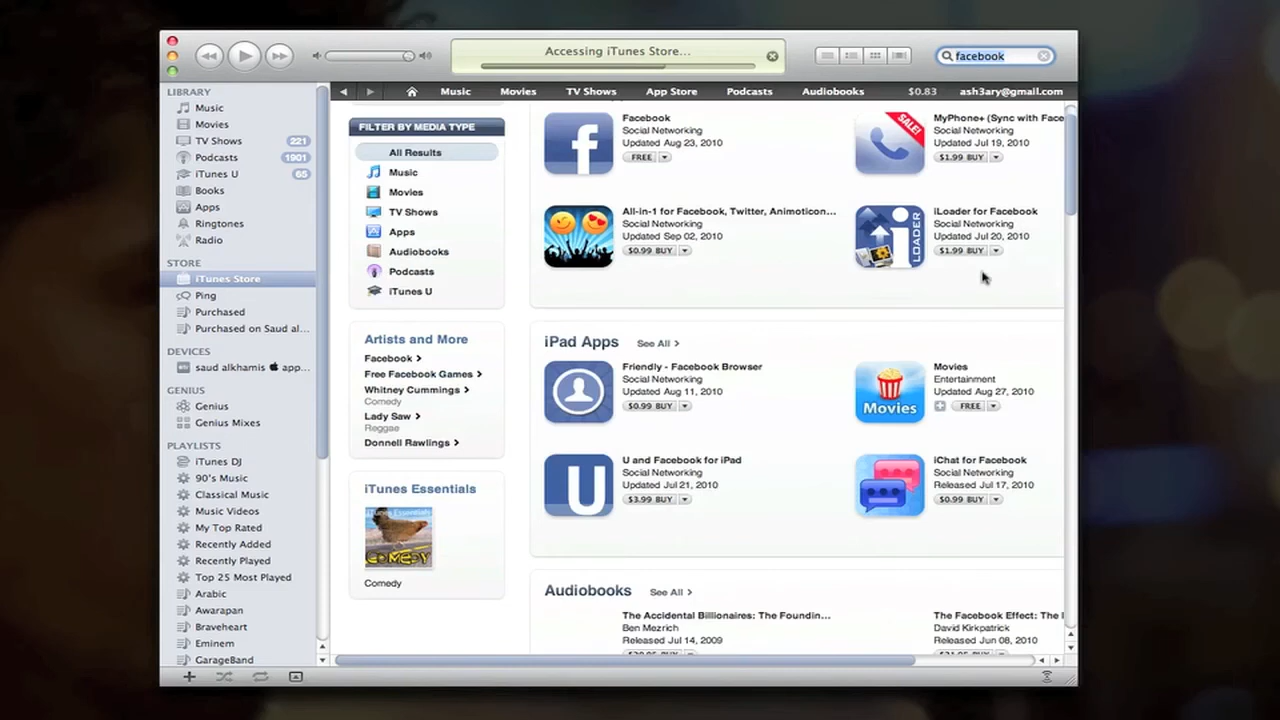 Accessing iTunes Store...
facebook
Music
Movies
TV Shows
App Store
Podcasts
Audiobooks
$0.83
ash3ary@gmail.com
LIBRARY
Music
Movies
TV Shows 221
Podcasts 1901
iTunes U 65
Books
Apps
Ringtones
Radio
STORE
iTunes Store
Ping
Purchased
Purchased on Saud al...
DEVICES
saud alkhamis app...
GENIUS
Genius
Genius Mixes
PLAYLISTS
iTunes DJ
90's Music
Classical Music
Music Videos
My Top Rated
Recently Added
Recently Played
Top 25 Most Played
Arabic
Awarapan
Braveheart
Eminem
GarageBand
FILTER BY MEDIA TYPE
All Results
Music
Movies
TV Shows
Apps
Audiobooks
Podcasts
iTunes U
Artists and More
Facebook
Free Facebook Games
Whitney Cummings
Comedy
Lady Saw
Reggae
Donnell Rawlings
iTunes Essentials
iTunes Essentials
COMEDY
Comedy
f
Facebook
Social Networking
Updated Aug 23, 2010
FREE
SALE!
MyPhone+ (Sync with Face
Social Networking
Updated Jul 19, 2010
$1.99 BUY
All-in-1 for Facebook, Twitter, Animoticon...
Social Networking
Updated Sep 02, 2010
$0.99 BUY
i LOADER
iLoader for Facebook
Social Networking
Updated Jul 20, 2010
$1.99 BUY
iPad Apps See All
Friendly - Facebook Browser
Social Networking
Updated Aug 11, 2010
$0.99 BUY
Movies
Movies
Entertainment
Updated Aug 27, 2010
FREE
U
U and Facebook for iPad
Social Networking
Updated Jul 21, 2010
$3.99 BUY
iChat for Facebook
Social Networking
Released Jul 17, 2010
$0.99 BUY
Audiobooks See All
The Accidental Billionaires: The Foundin...
Ben Mezrich
Released Jul 14, 2009
The Facebook Effect: The I
David Kirkpatrick
Released Jun 08, 2010